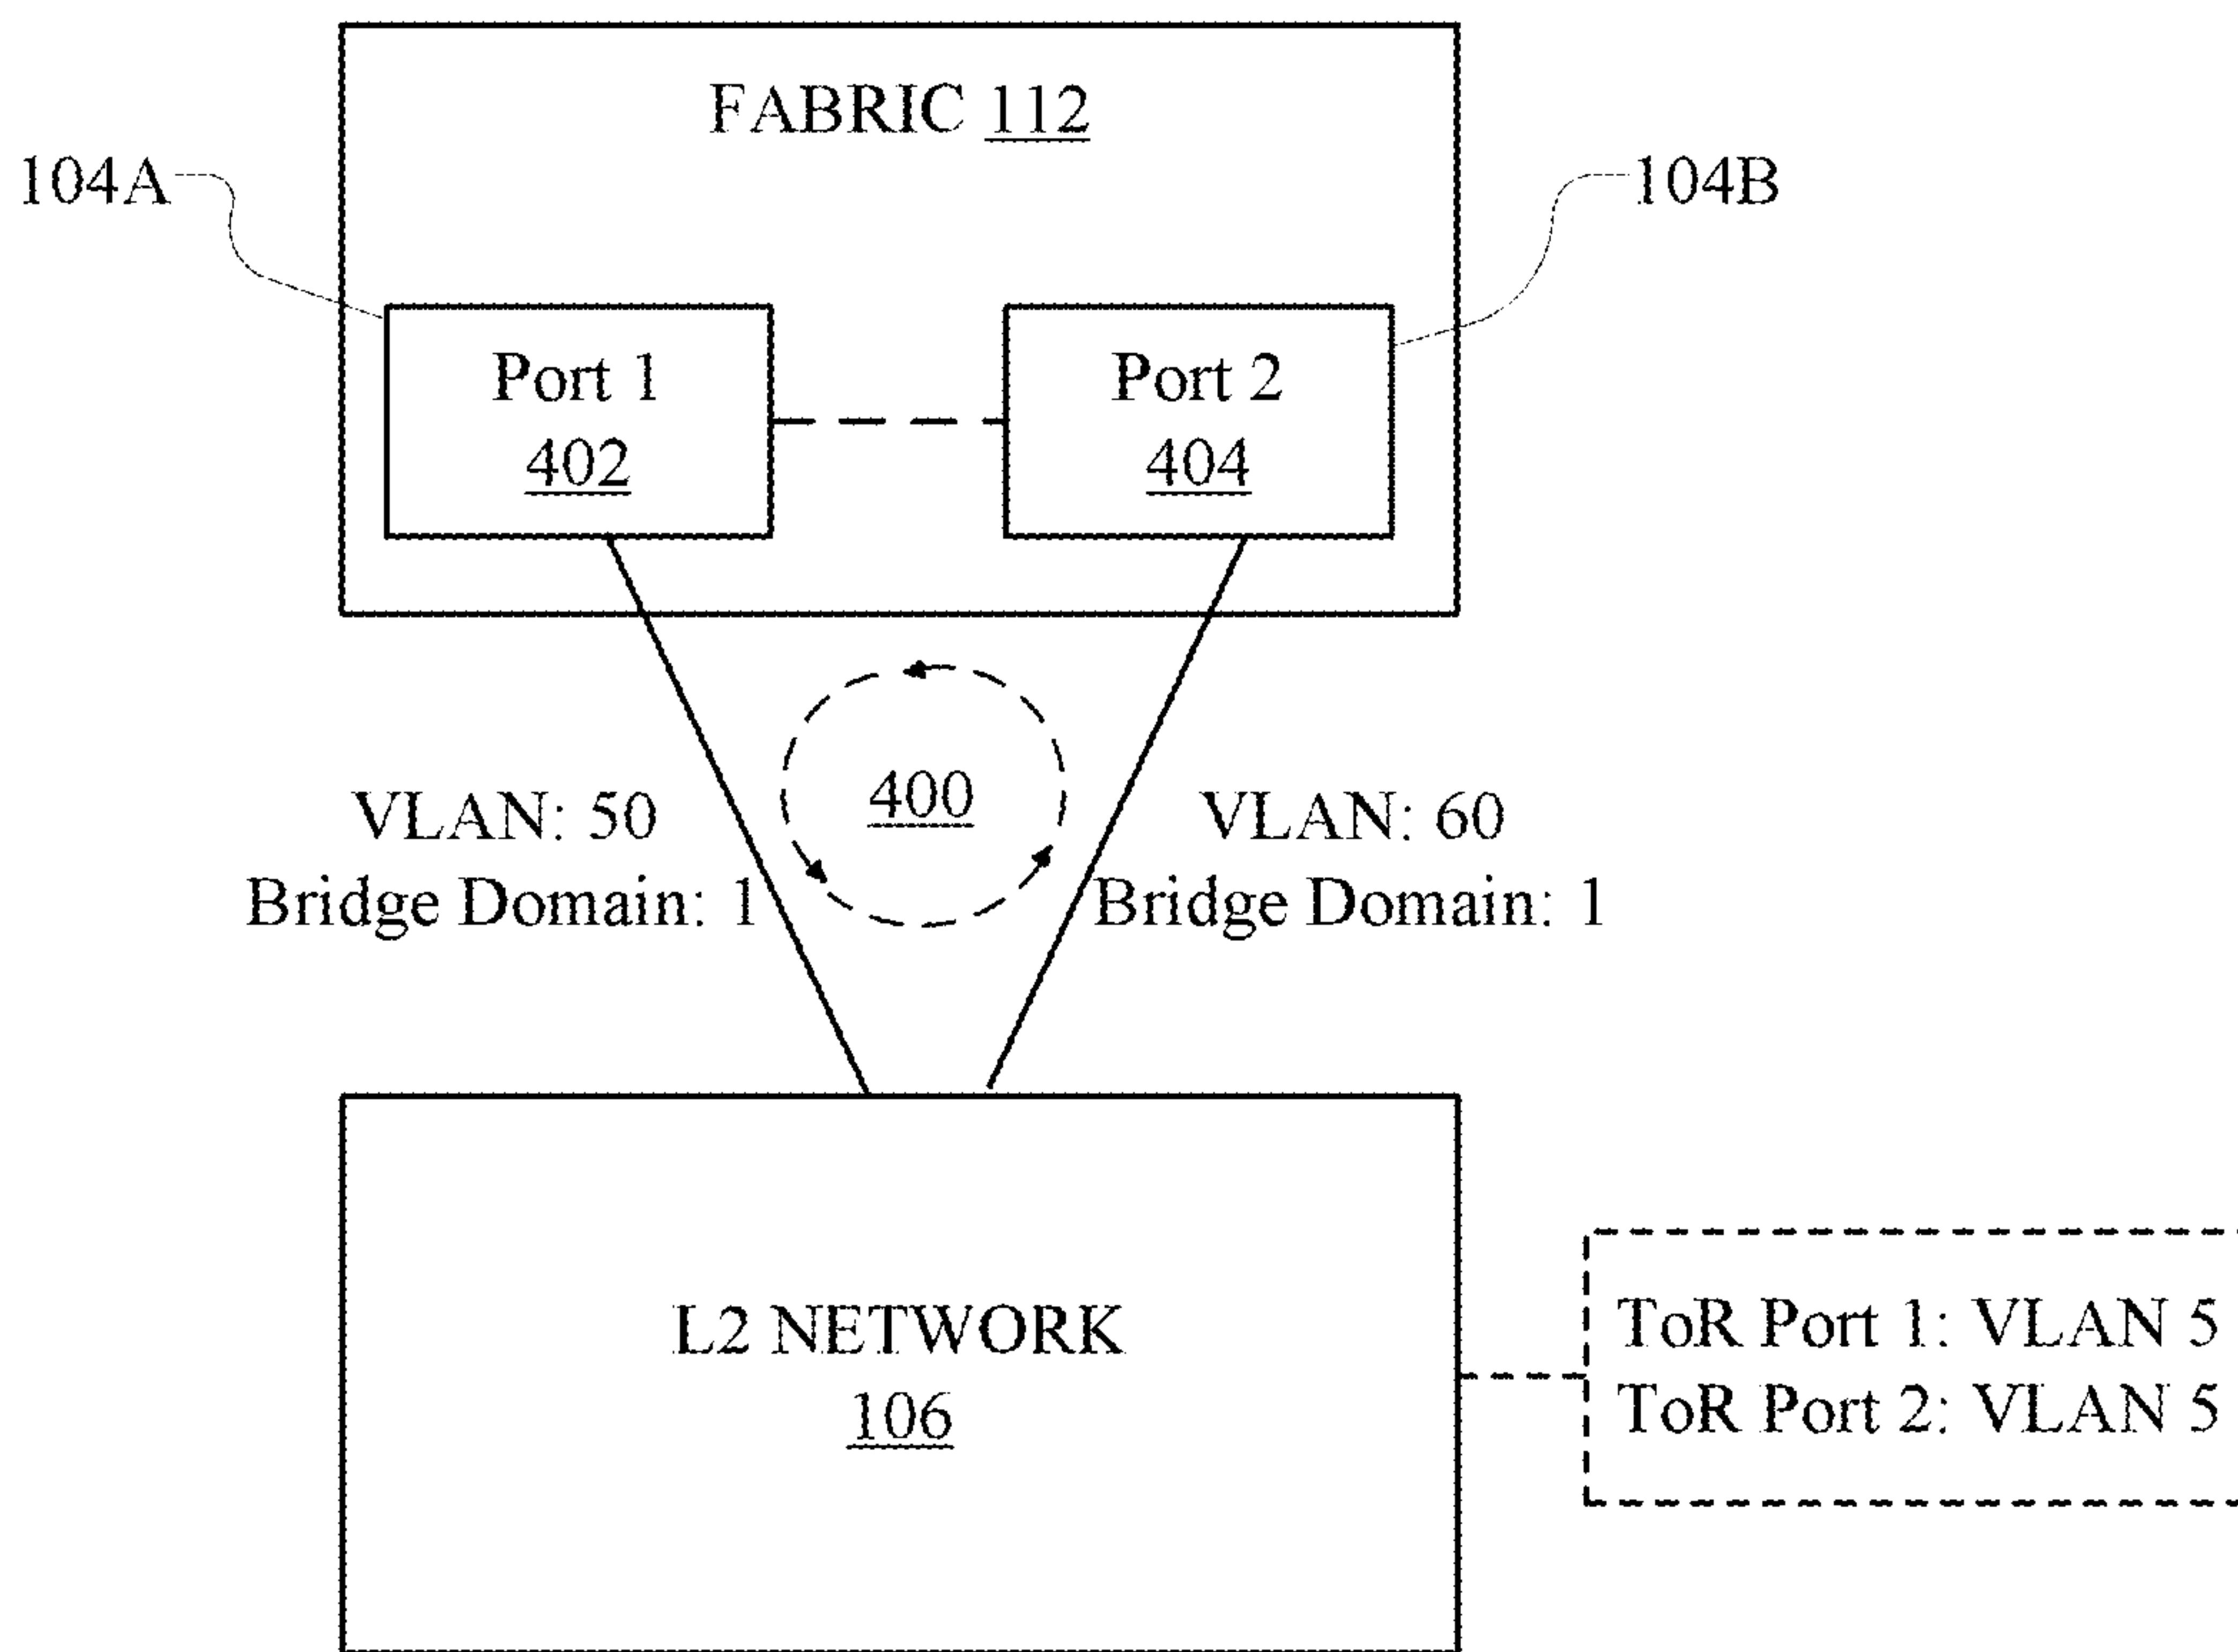 FABRIC 112
104A
104B
Port 1
402
Port 2
404
400
VLAN: 50
Bridge Domain: 1
VLAN: 60
Bridge Domain: 1
L2 NETWORK
106
ToR Port 1: VLAN 5
ToR Port 2: VLAN 5